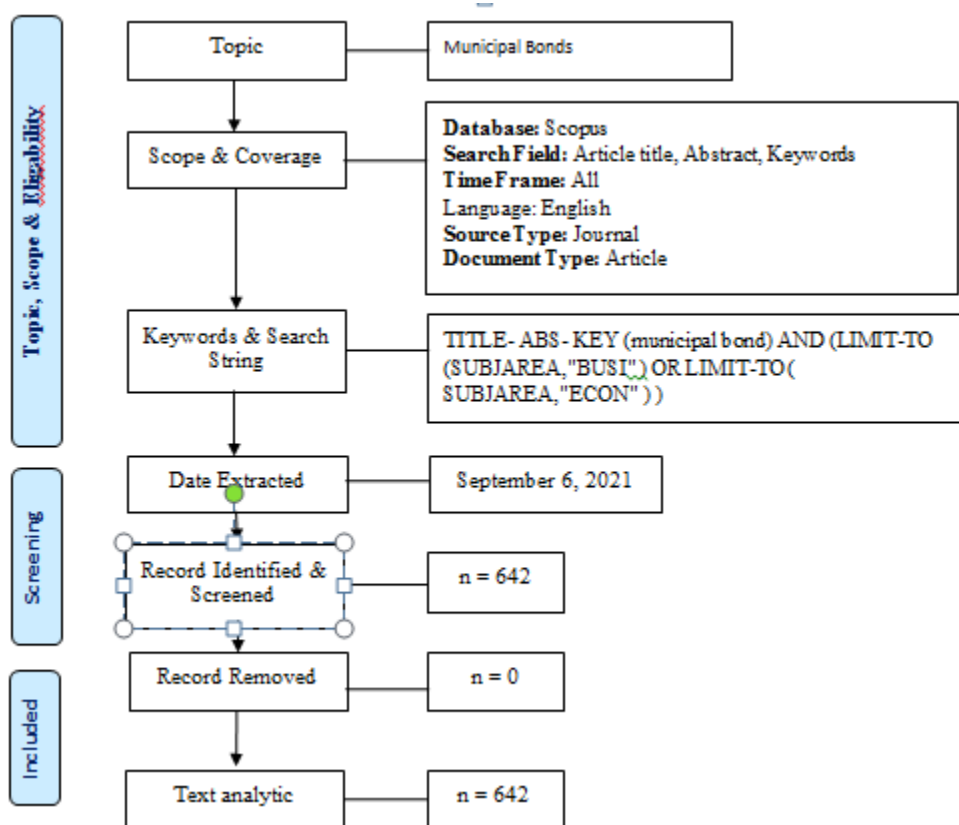 Topic, Scope & Eligability
Topic
Municipal Bonds
Scope & Coverage
Database: Scopus
Search Field: Article title, Abstract, Keywords
Time Frame: All
Language: English
Source Type: Journal
Document Type: Article
Keywords & Search
String
TITLE- ABS- KEY (municipal bond) AND (LIMIT-TO
(SUBJAREA,"BUSI" ) OR LIMIT-TO (
SUBJAREA,"ECON" ) )
Screening
Date Extracted
September 6, 2021
Record Identified &
Screened
n = 642
Included
Record Removed
n = 0
Text analytic
n = 642